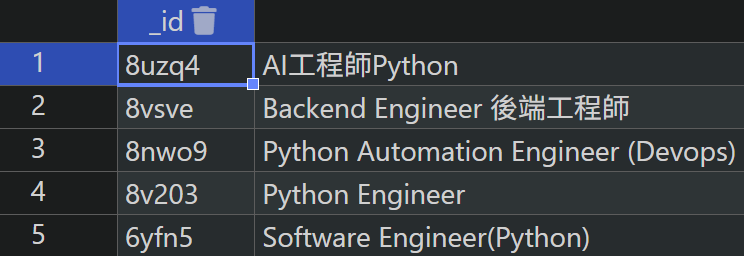 _id
1 8uzq4 AI工程師Python
2 8vsve Backend Engineer 後端工程師
3 8nwo9 Python Automation Engineer (Devops)
4 8v203 Python Engineer
5 6yfn5 Software Engineer(Python)